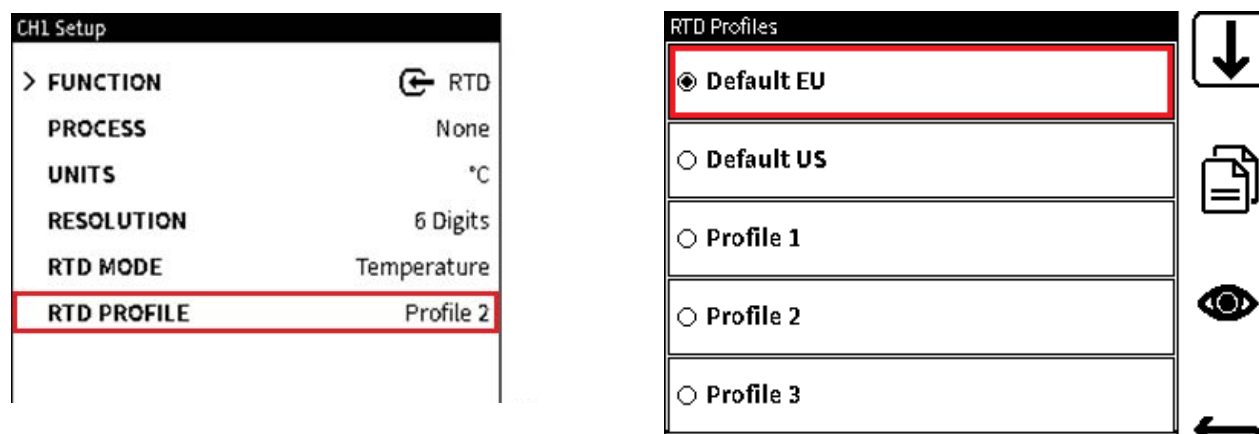 CH1 Setup
> FUNCTION RTD
PROCESS None
UNITS °C
RESOLUTION 6 Digits
RTD MODE Temperature
RTD PROFILE Profile 2
RTD Profiles
Default EU
Default US
Profile 1
Profile 2
Profile 3